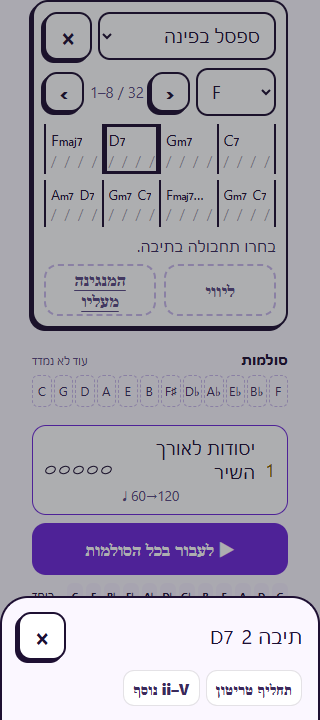 ספסל בפינה ×
F › 1–8 / 32 ‹
Fmaj7 D7 Gm7 C7
/ / / / / / / / / / / / / / / /
Am7 D7 Gm7 C7 Fmaj7... Gm7 C7
/ / / / / / / / / / / / / / / /
בחרו תחבולה בתיבה.
ליווי
המנגינה מעליו
סולמות עוד לא נמדד
C G D A E B F♯ D♭ A♭ E♭ B♭ F
1 יסודות לאורך
השיר
♩ 60→120
▶ לעבור בכל הסולמות
תיבה 2 D7 ×
תחליף טריטון ii–V נוסף